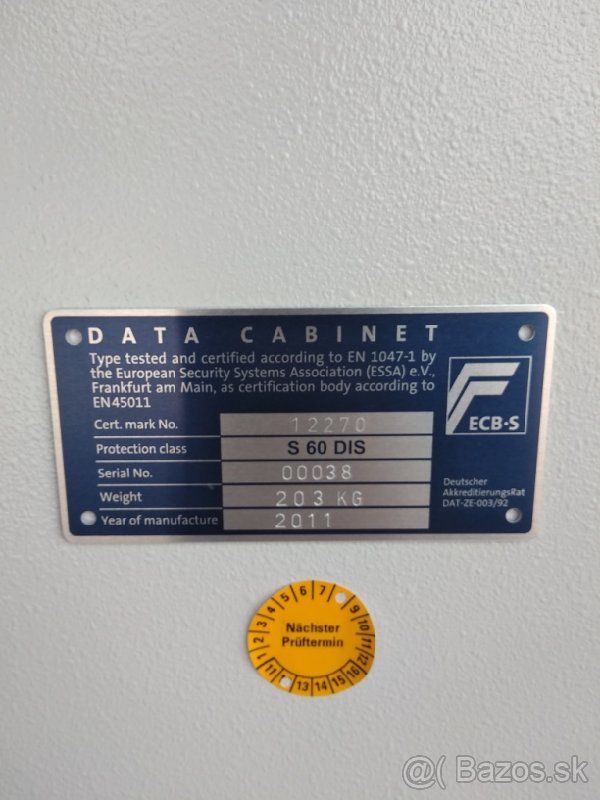 DATA CABINET
Type tested and certified according to EN 1047-1 by
the European Security Systems Association (ESSA) e.V.,
Frankfurt am Main, as certification body according to
EN45011
Cert. mark No. 12270
Protection class S 60 DIS
Serial No. 00038
Weight 203 KG
Year of manufacture 2011
ECB·S
Deutscher
AkkreditierungsRat
DAT-ZE-003/92
1 2 3 4 5 6 7 9 10 11 12
Nächster
Prüftermin
11 13 14 15 16
@( Bazos.sk